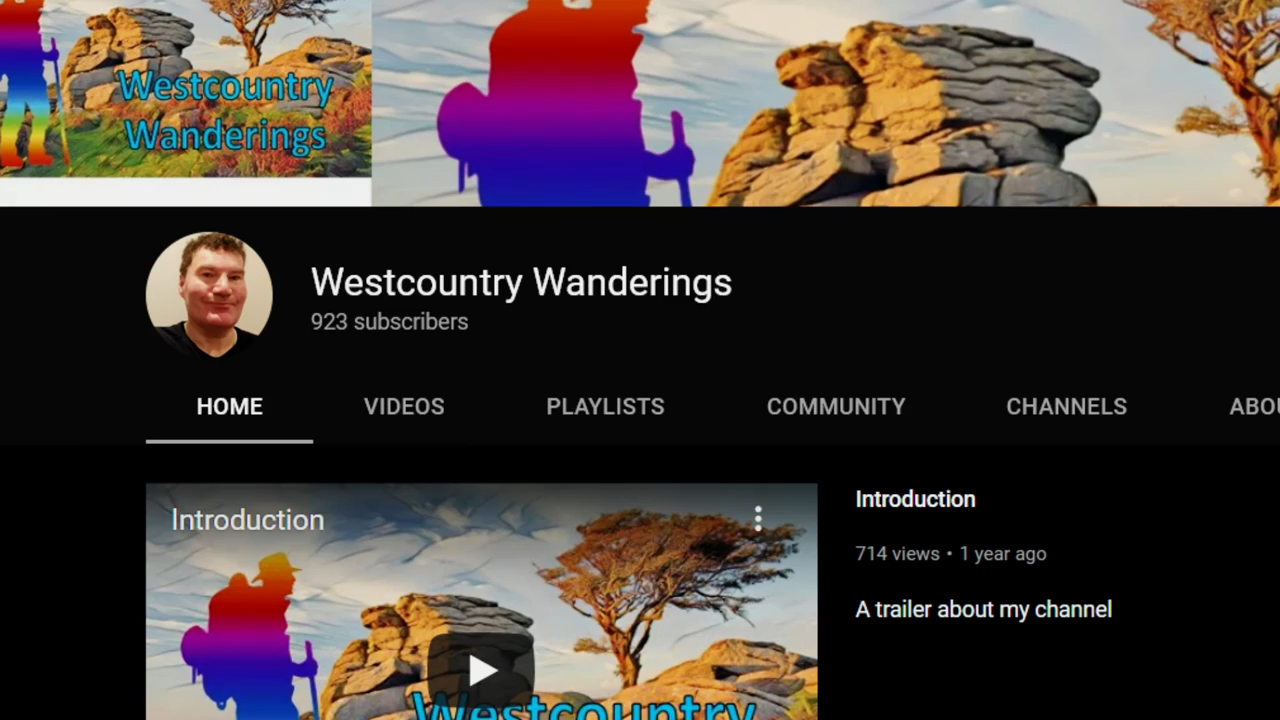 Westcountry
Wanderings
Westcountry Wanderings
923 subscribers
HOME VIDEOS PLAYLISTS COMMUNITY CHANNELS ABOU
Introduction
Introduction
714 views • 1 year ago
A trailer about my channel
Westcountry